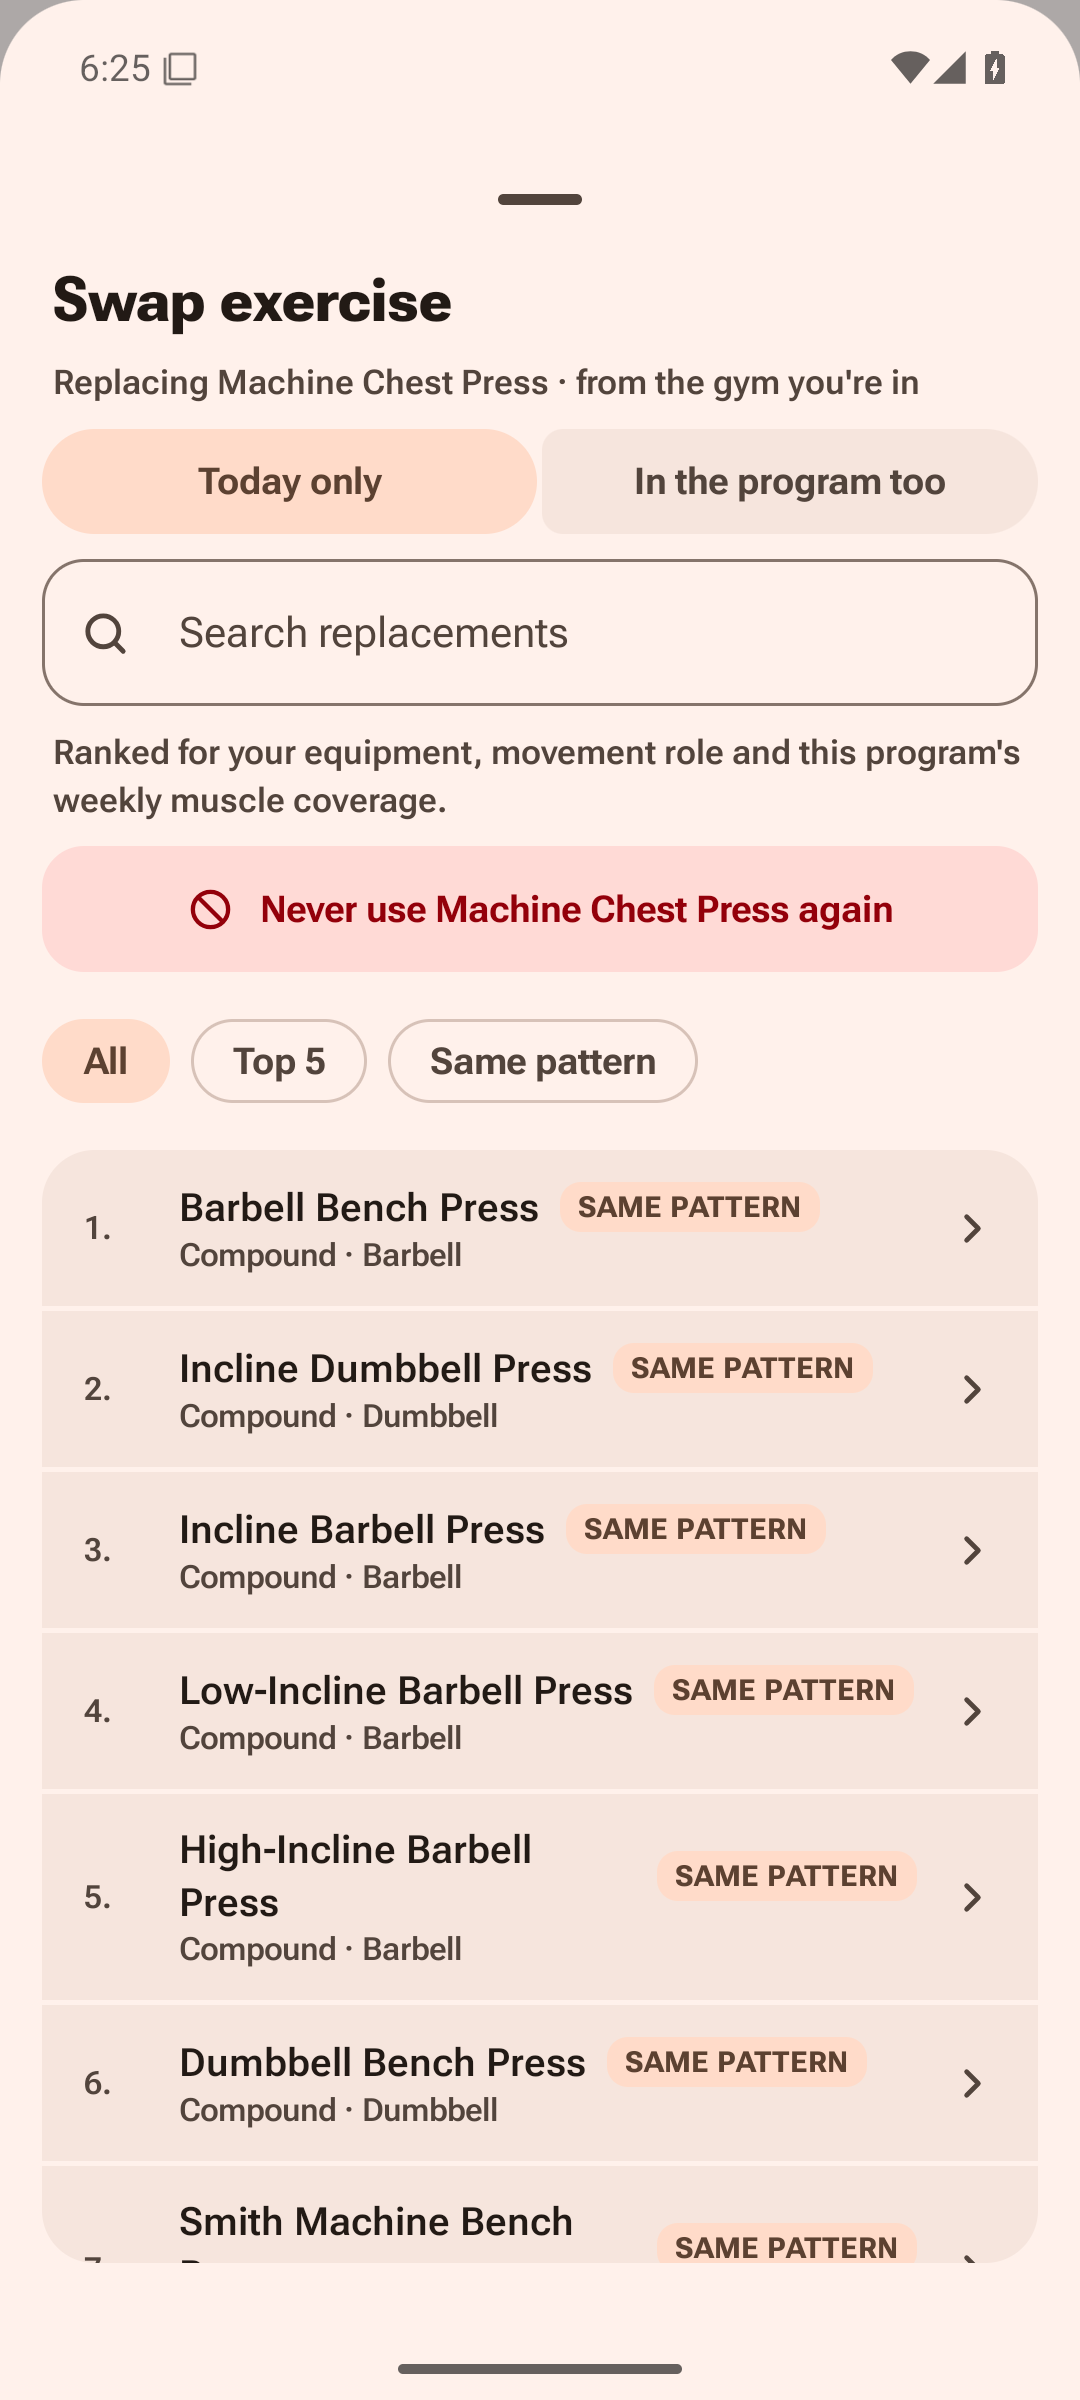 6:25
Swap exercise
Replacing Machine Chest Press · from the gym you're in
Today only
In the program too
Search replacements
Ranked for your equipment, movement role and this program's
weekly muscle coverage.
Never use Machine Chest Press again
All
Top 5
Same pattern
1.
Barbell Bench Press
SAME PATTERN
Compound · Barbell
2.
Incline Dumbbell Press
SAME PATTERN
Compound · Dumbbell
3.
Incline Barbell Press
SAME PATTERN
Compound · Barbell
4.
Low-Incline Barbell Press
SAME PATTERN
Compound · Barbell
5.
High-Incline Barbell
Press
SAME PATTERN
Compound · Barbell
6.
Dumbbell Bench Press
SAME PATTERN
Compound · Dumbbell
Smith Machine Bench
SAME PATTERN